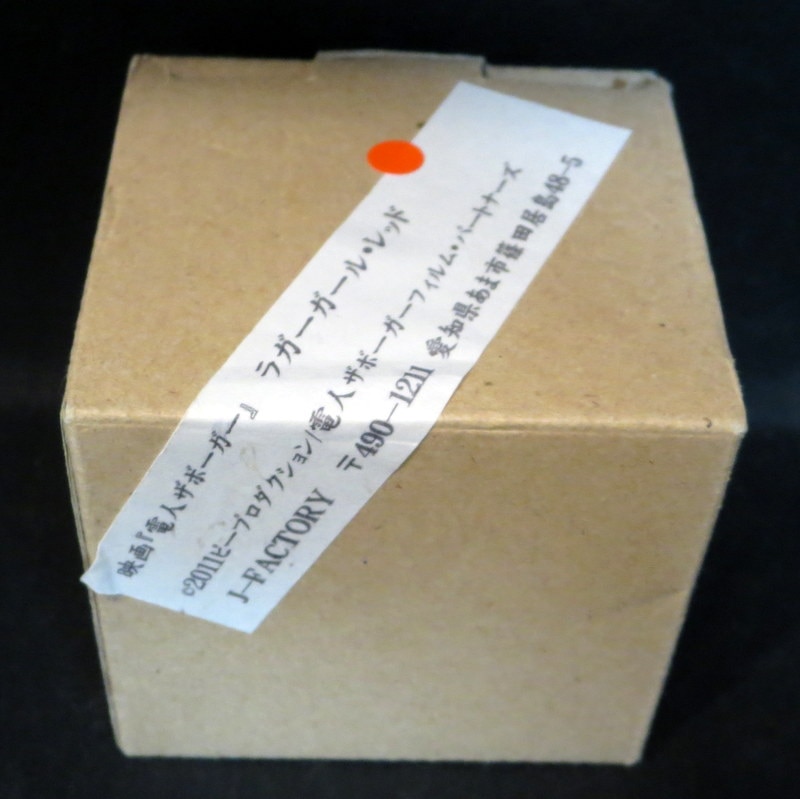 映画『電人ザボーガー』 ラガーガール・レッド
©2011ピープロダクション/電人ザボーガーフィルム・パートナーズ
J-FACTORY 〒490-1211 愛知県あま市篠田居島48-5